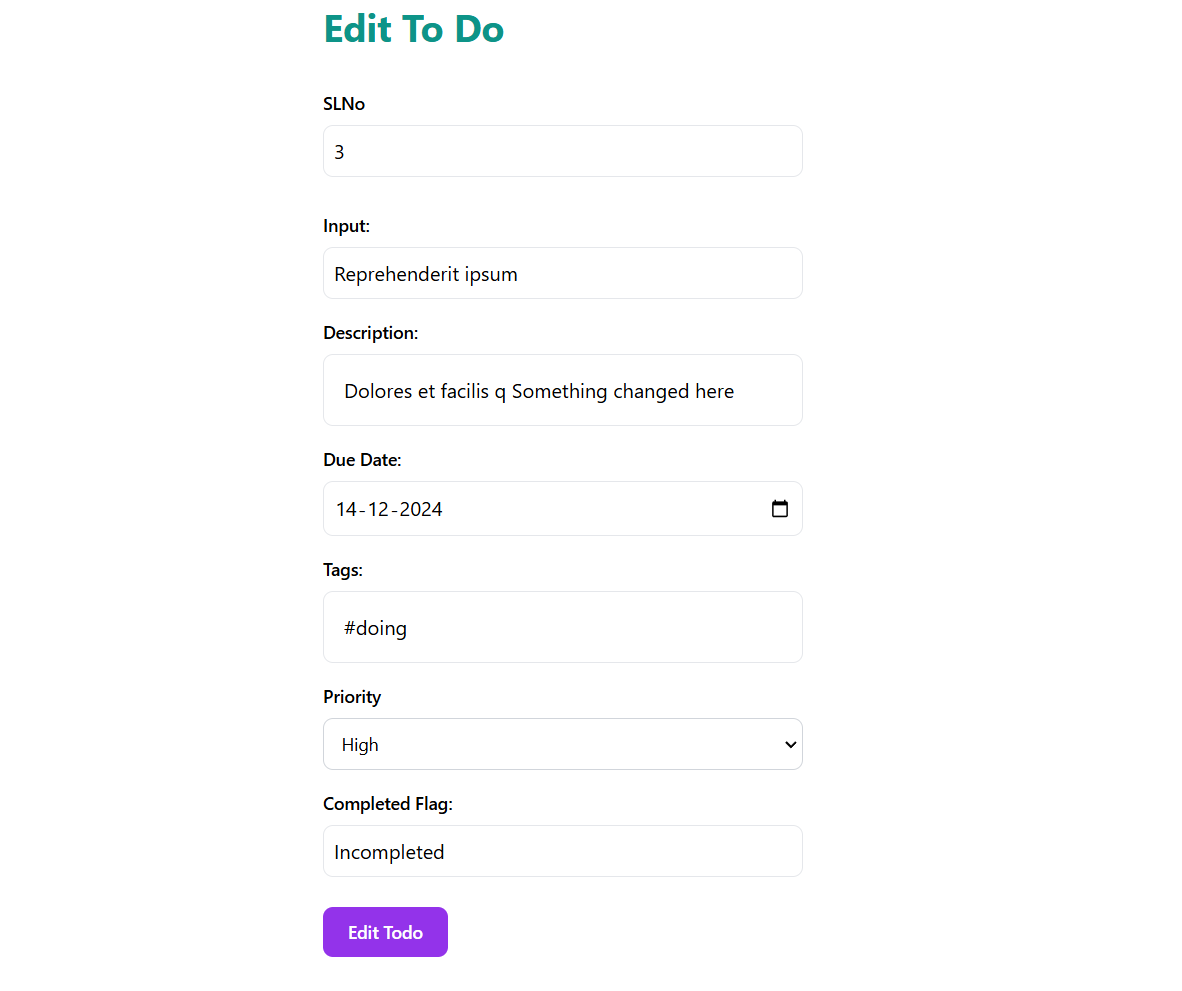 Edit To Do
SLNo
3
Input:
Reprehenderit ipsum
Description:
Dolores et facilis q Something changed here
Due Date:
14-12-2024
Tags:
#doing
Priority
High
Completed Flag:
Incompleted
Edit Todo